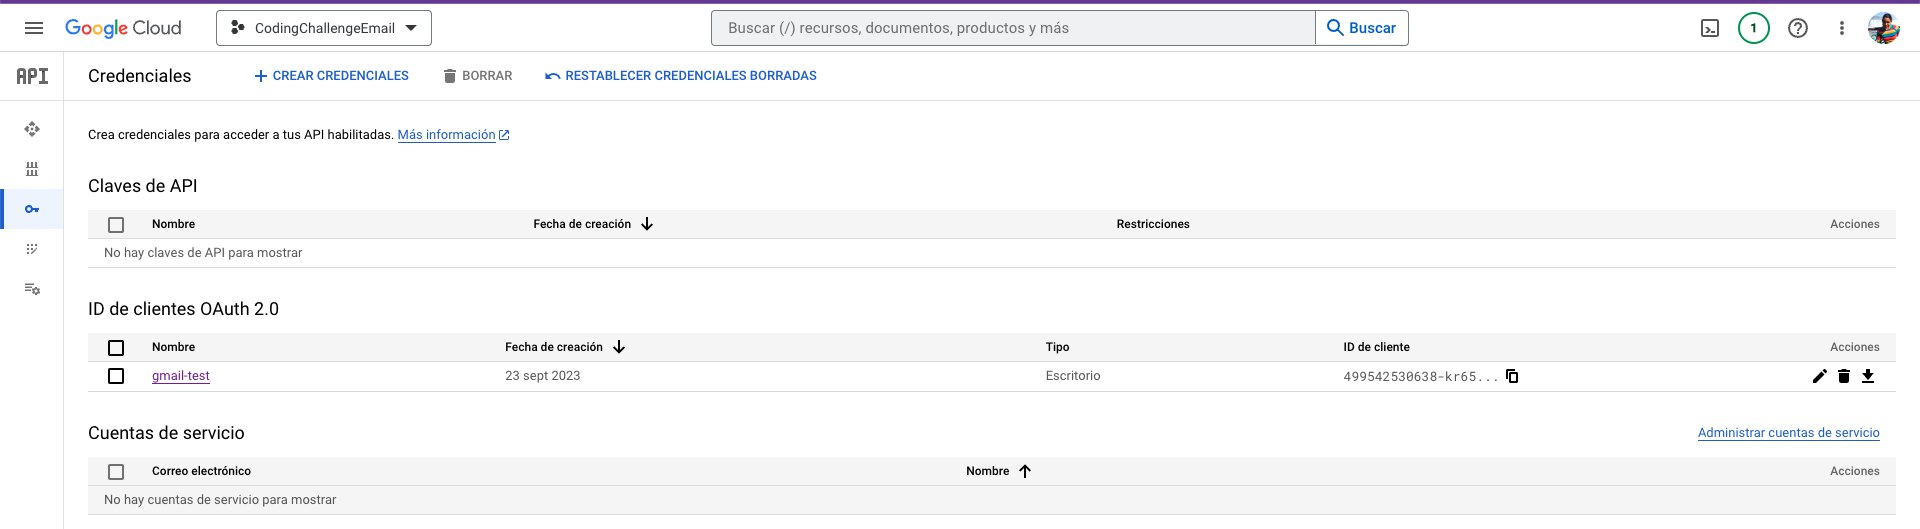 Google Cloud
CodingChallengeEmail
Buscar (/) recursos, documentos, productos y más
Buscar
1
API
Credenciales
CREAR CREDENCIALES
BORRAR
RESTABLECER CREDENCIALES BORRADAS
Crea credenciales para acceder a tus API habilitadas. Más información
Claves de API
Nombre Fecha de creación Restricciones Acciones
No hay claves de API para mostrar
ID de clientes OAuth 2.0
Nombre Fecha de creación Tipo ID de cliente Acciones
gmail-test 23 sept 2023 Escritorio 499542530638-kr65...
Cuentas de servicio Administrar cuentas de servicio
Correo electrónico Nombre Acciones
No hay cuentas de servicio para mostrar